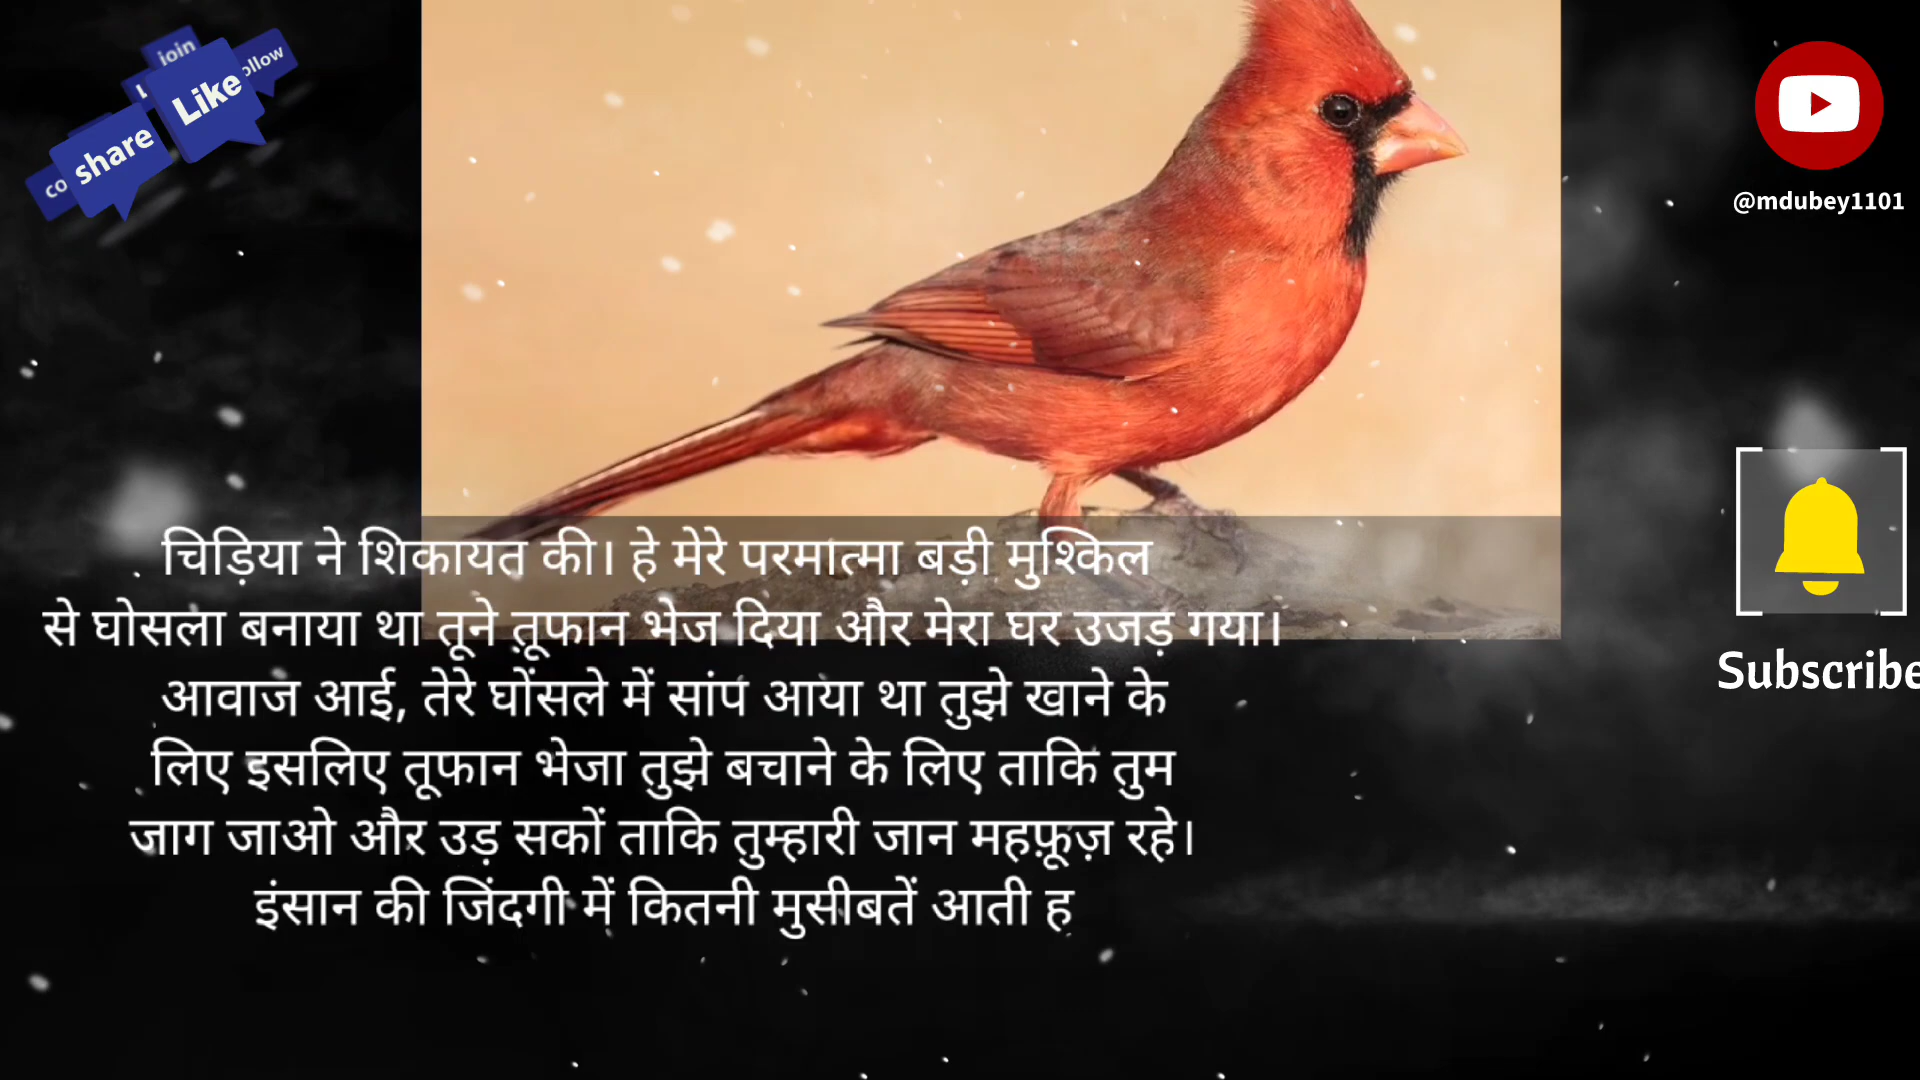 join
ollow
Like
share
co
@mdubey1101
चिड़िया ने शिकायत की। हे मेरे परमात्मा बड़ी मुश्किल
से घोसला बनाया था तूने तूफान भेज दिया और मेरा घर उजड़ गया।
आवाज आई, तेरे घोंसले में सांप आया था तुझे खाने के
लिए इसलिए तूफान भेजा तुझे बचाने के लिए ताकि तुम
जाग जाओ और उड़ सकों ताकि तुम्हारी जान महफ़ूज़ रहे।
इंसान की जिंदगी में कितनी मुसीबतें आती ह
Subscribe